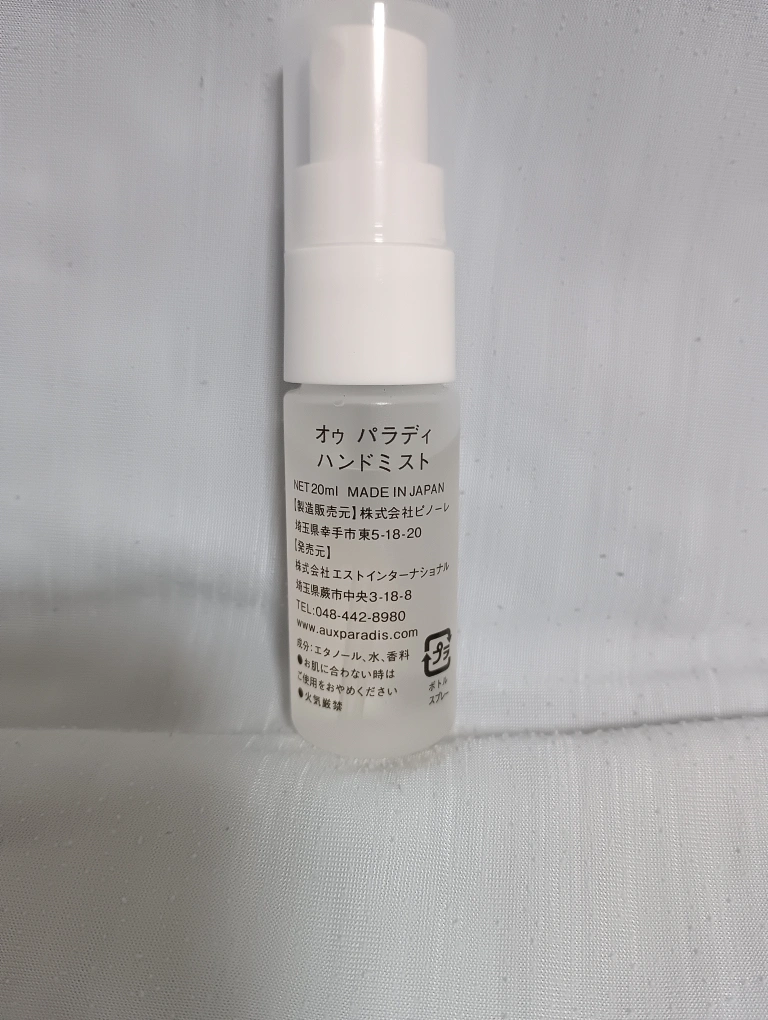 オゥ パラディ
ハンドミスト
NET20ml MADE IN JAPAN
【製造販売元】株式会社ピノーレ
埼玉県幸手市東5-18-20
【発売元】
株式会社エストインターナショナル
埼玉県蕨市中央3-18-8
TEL:048-442-8980
www.auxparadis.com
成分:エタノール、水、香料
●お肌に合わない時は
ご使用をおやめください
●火気厳禁
プラ
ボトル
スプレー